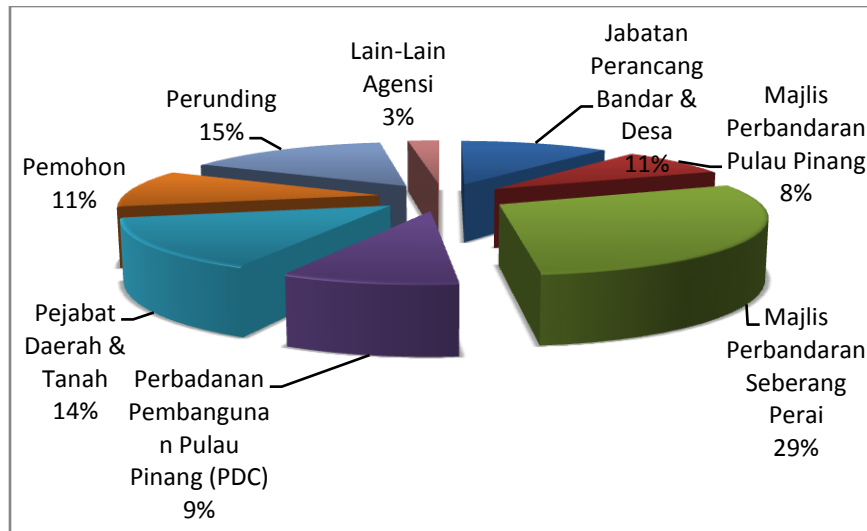 Jabatan
Perancang
Bandar &
Desa
11%
Majlis
Perbandaran
Pulau Pinang
8%
Majlis
Perbandaran
Seberang
Perai
29%
Perbadanan
Pembanguna
n Pulau
Pinang (PDC)
9%
Pejabat
Daerah &
Tanah
14%
Pemohon
11%
Perunding
15%
Lain-Lain
Agensi
3%